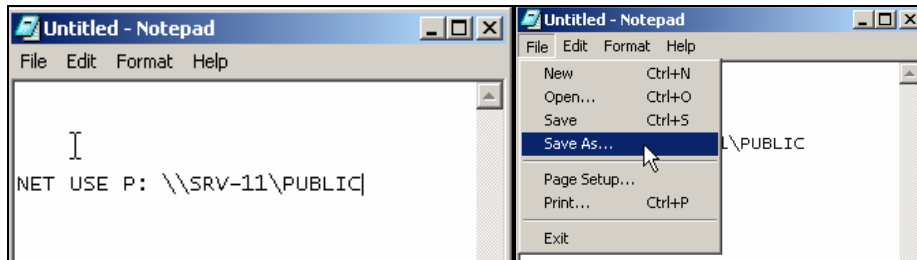 Untitled - Notepad
File Edit Format Help
NET USE P: \\SRV-11\PUBLIC
Untitled - Notepad
File Edit Format Help
New Ctrl+N
Open... Ctrl+O
Save Ctrl+S
Save As...
\PUBLIC
Page Setup...
Print... Ctrl+P
Exit